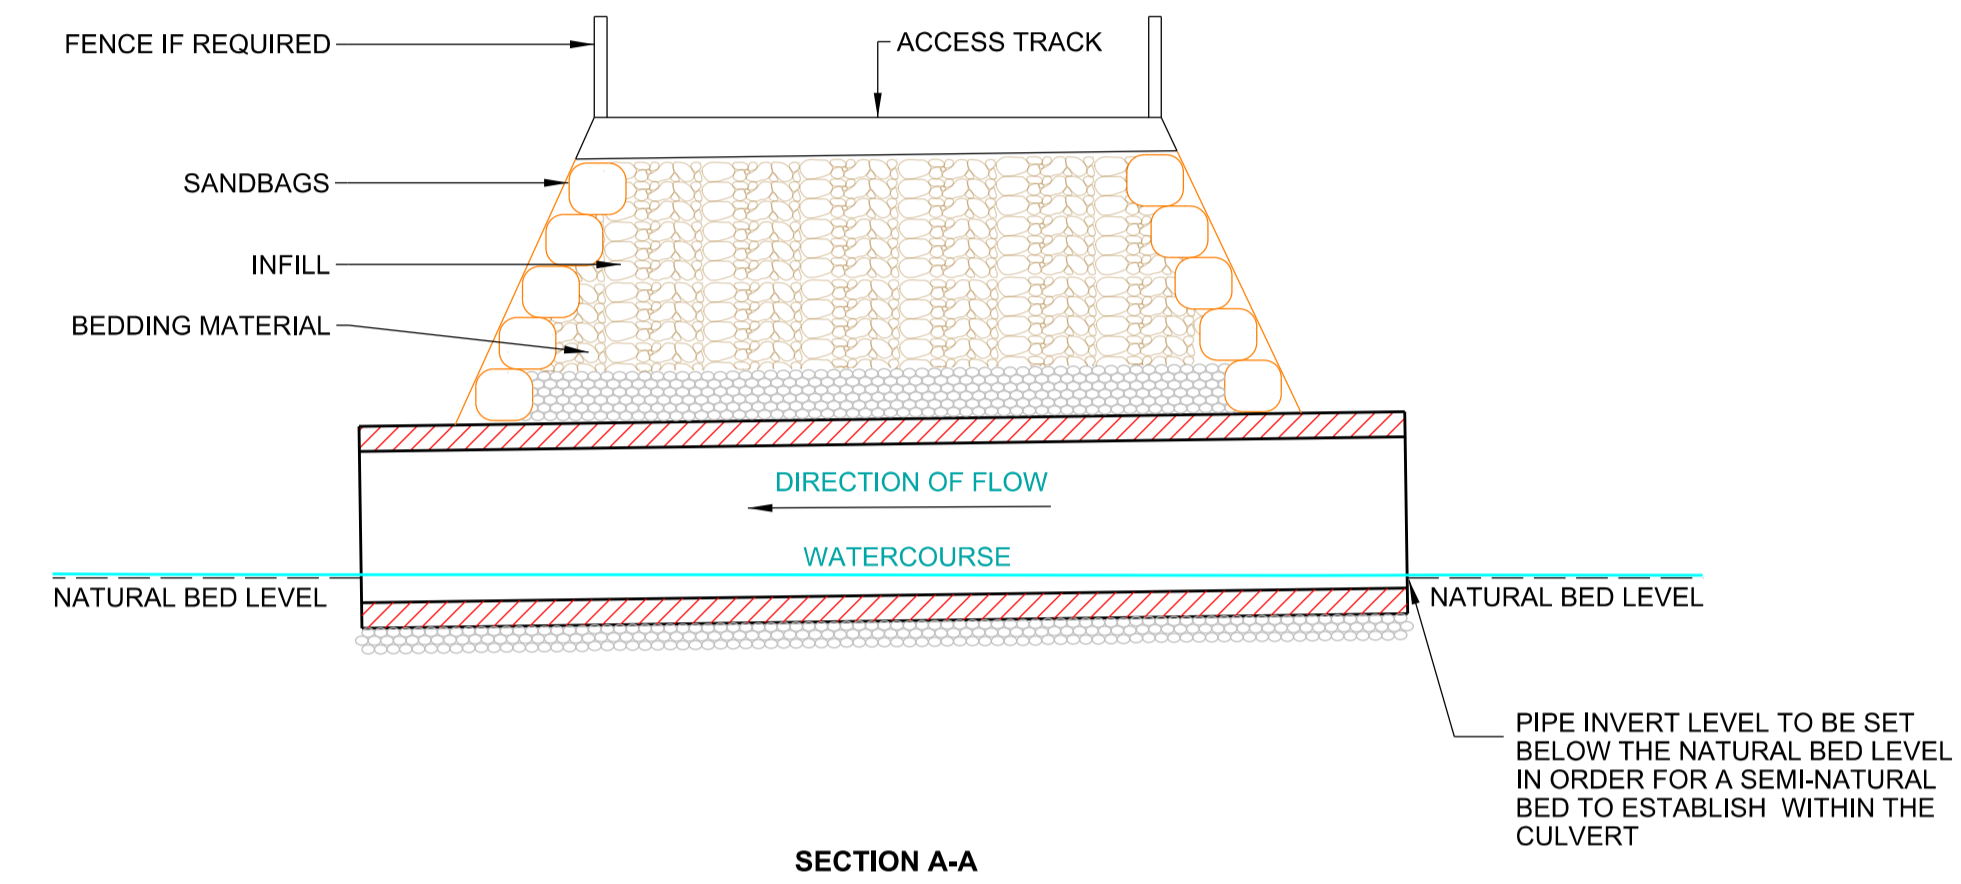 FENCE IF REQUIRED
ACCESS TRACK
SANDBAGS
INFILL
BEDDING MATERIAL
DIRECTION OF FLOW
WATERCOURSE
NATURAL BED LEVEL
NATURAL BED LEVEL
PIPE INVERT LEVEL TO BE SET
BELOW THE NATURAL BED LEVEL
IN ORDER FOR A SEMI-NATURAL
BED TO ESTABLISH WITHIN THE
CULVERT
SECTION A-A